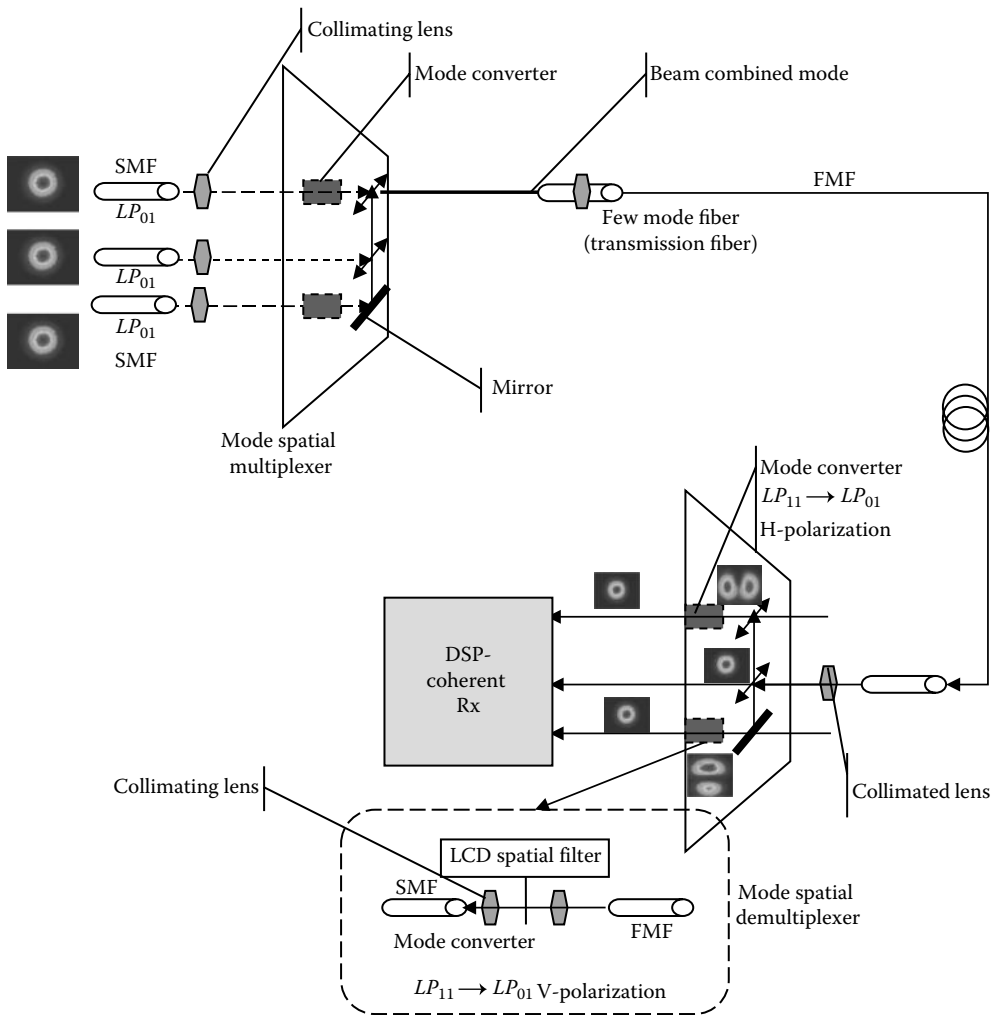 Collimating lens
Mode converter
Beam combined mode
SMF
LP01
LP01
LP01
SMF
FMF
Few mode fiber
(transmission fiber)
Mirror
Mode spatial
multiplexer
Mode converter
LP11 → LP01
H-polarization
DSP-
coherent
Rx
Collimating lens
Collimated lens
LCD spatial filter
SMF
Mode converter
FMF
Mode spatial
demultiplexer
LP11 → LP01 V-polarization